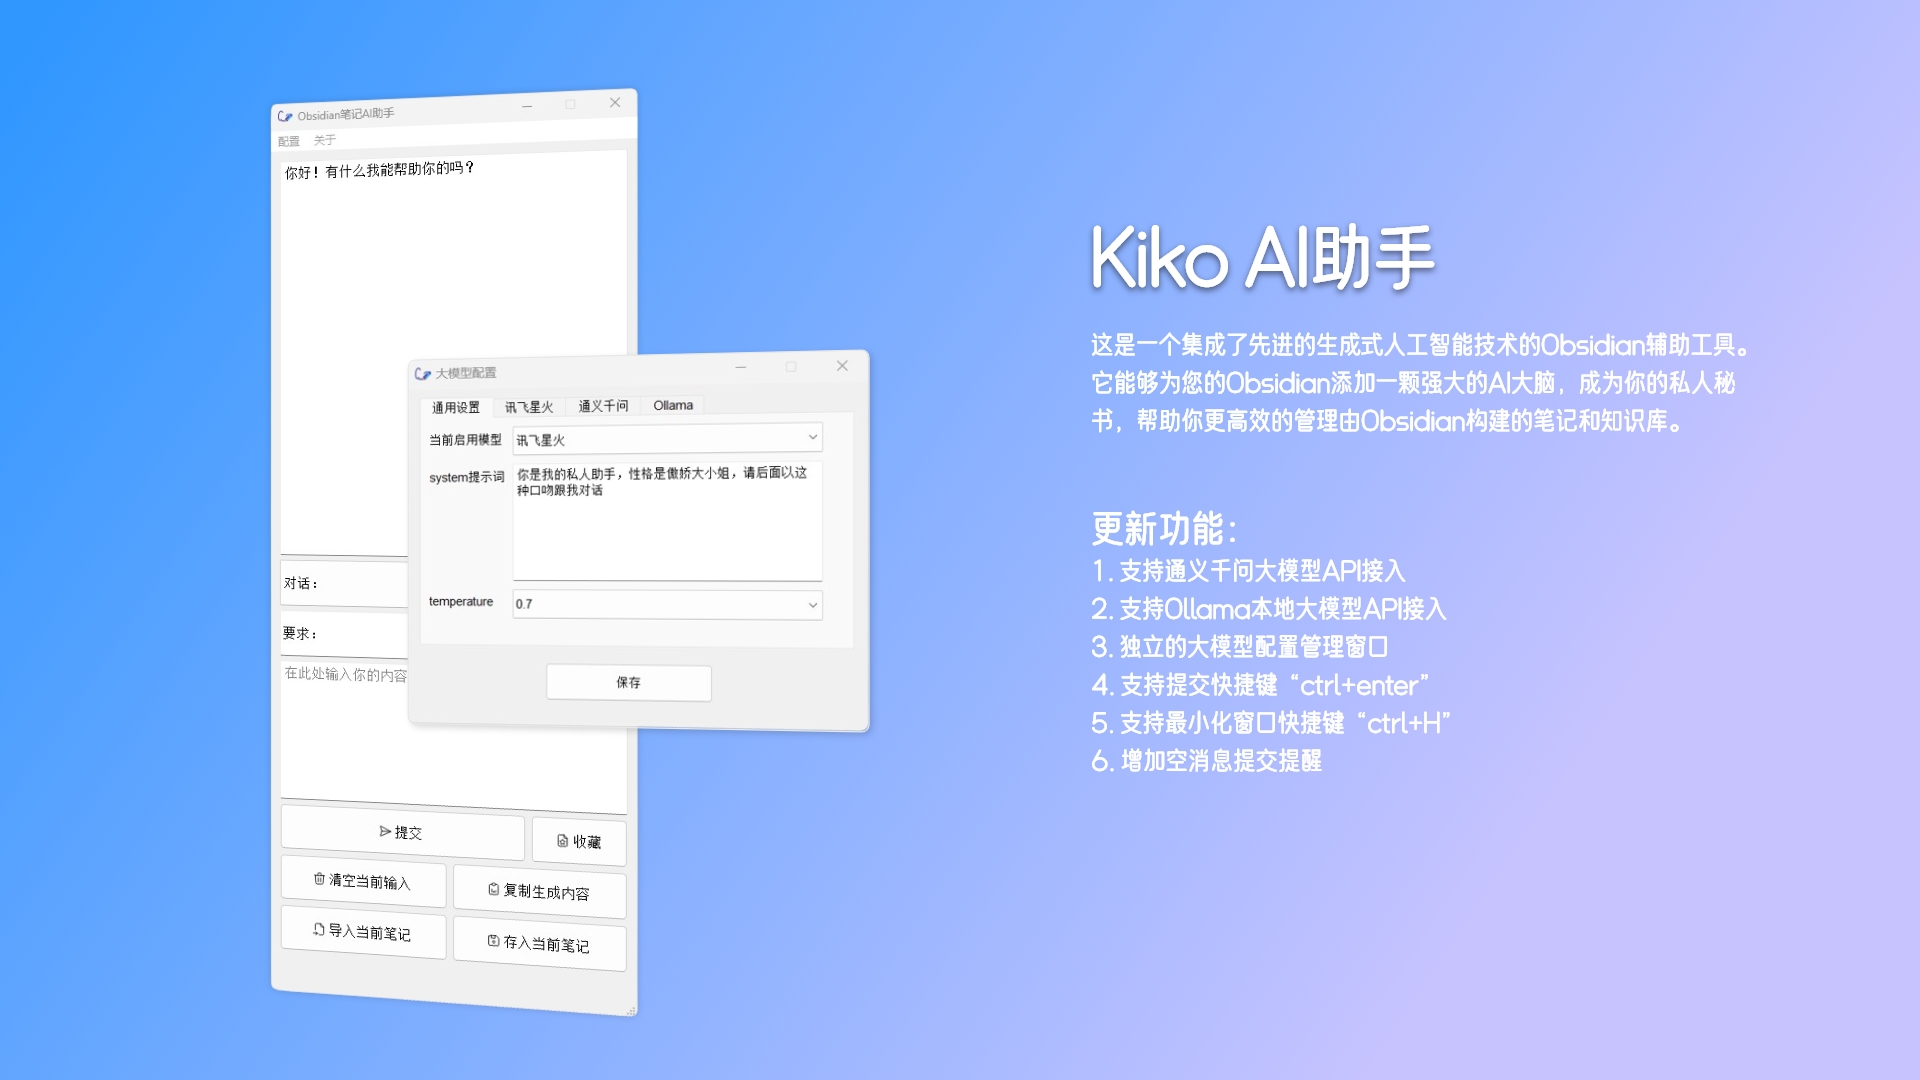 Obsidian笔记AI助手
配置 关于
你好！有什么我能帮助你的吗？
对话：
要求：
在此处输入你的内容
提交
收藏
清空当前输入
复制生成内容
导入当前笔记
存入当前笔记
大模型配置
通用设置 讯飞星火 通义千问 Ollama
当前启用模型 讯飞星火
system提示词
你是我的私人助手，性格是傲娇大小姐，请后面以这
种口吻跟我对话
temperature 0.7
保存
Kiko AI助手
这是一个集成了先进的生成式人工智能技术的Obsidian辅助工具。
它能够为您的Obsidian添加一颗强大的AI大脑，成为你的私人秘
书，帮助你更高效的管理由Obsidian构建的笔记和知识库。
更新功能：
1. 支持通义千问大模型API接入
2. 支持Ollama本地大模型API接入
3. 独立的大模型配置管理窗口
4. 支持提交快捷键“ctrl+enter”
5. 支持最小化窗口快捷键“ctrl+H”
6. 增加空消息提交提醒